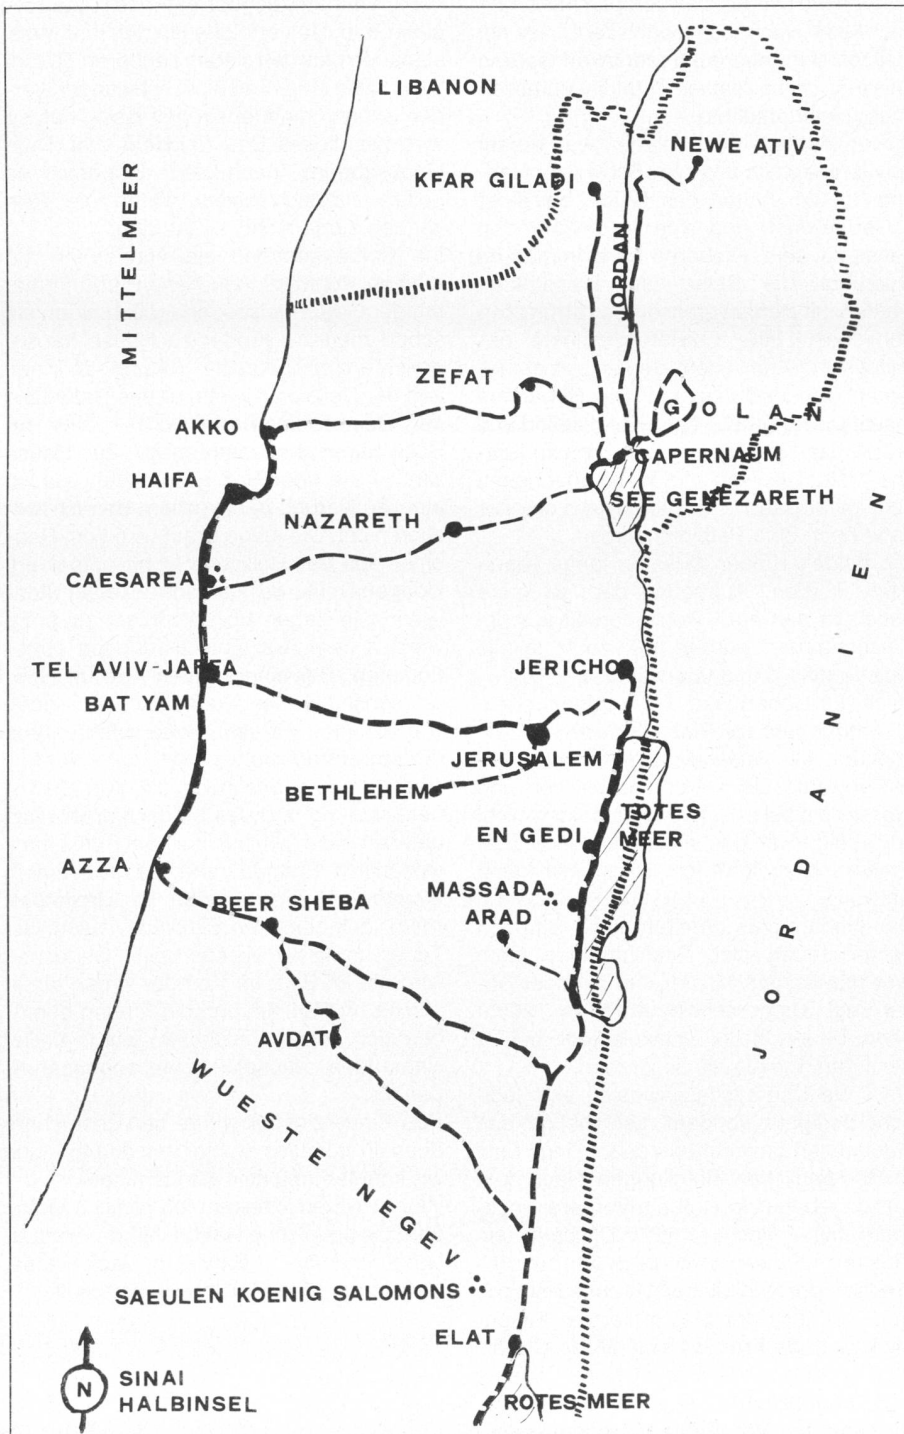 LIBANON
MITTELMEER
NEWE ATIV
KFAR GILADI
JORDAN
ZEFAT
GOLAN
AKKO
CAPERNAUM
HAIFA
SEE GENEZARETH
NAZARETH
CAESAREA
JORDANIEN
TEL AVIV-JAFFA
JERICHO
BAT YAM
JERUSALEM
BETHLEHEM
TOTES
MEER
EN GEDI
AZZA
MASSADA
BEER SHEBA
ARAD
AVDAT
WUESTE NEGEV
SAEULEN KOENIG SALOMONS
ELAT
N
SINAI
HALBINSEL
ROTES MEER